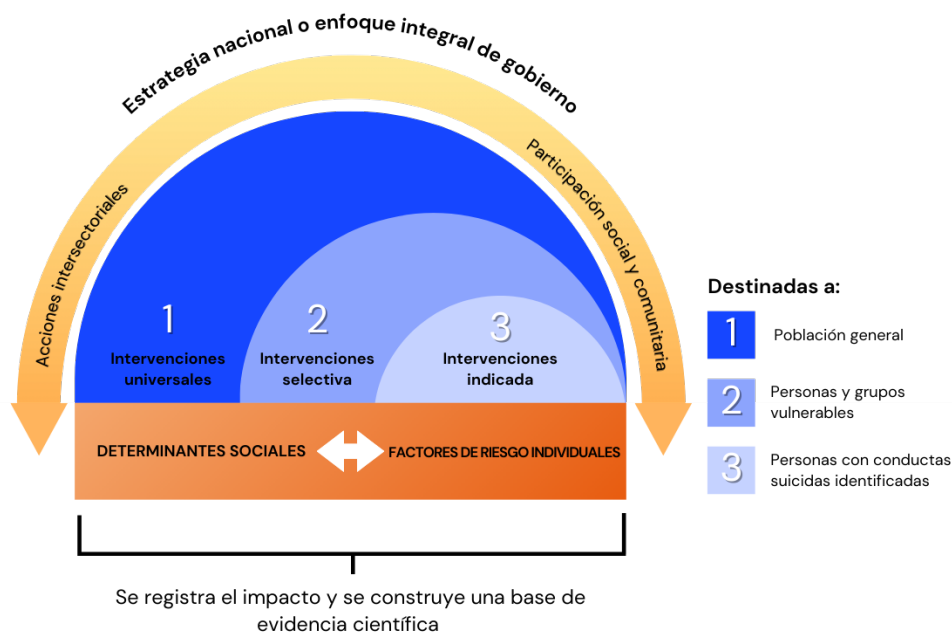 Estrategia nacional o enfoque integral de gobierno
Acciones intersectoriales
Participación social y comunitaria
1
Intervenciones
universales
2
Intervenciones
selectiva
3
Intervenciones
indicada
DETERMINANTES SOCIALES
FACTORES DE RIESGO INDIVIDUALES
Se registra el impacto y se construye una base de
evidencia científica
Destinadas a:
1
Población general
2
Personas y grupos
vulnerables
3
Personas con conductas
suicidas identificadas